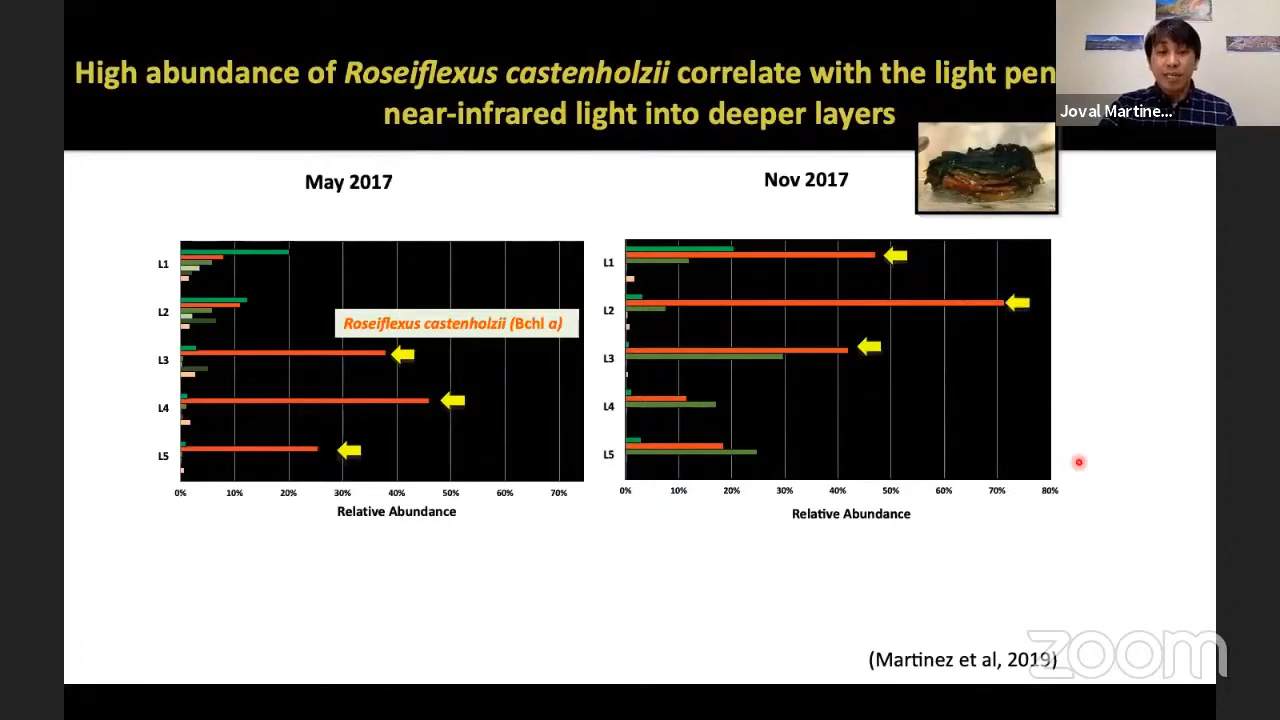 High abundance of Roseiflexus castenholzii correlate with the light pen
near-infrared light into deeper layers
Joval Martine...
May 2017
Nov 2017
L1
L2
L3
L4
L5
Roseiflexus castenholzii (Bchl a)
0% 10% 20% 30% 40% 50% 60% 70%
Relative Abundance
L1
L2
L3
L4
L5
0% 10% 20% 30% 40% 50% 60% 70% 80%
Relative Abundance
(Martinez et al, 2019)
zoom